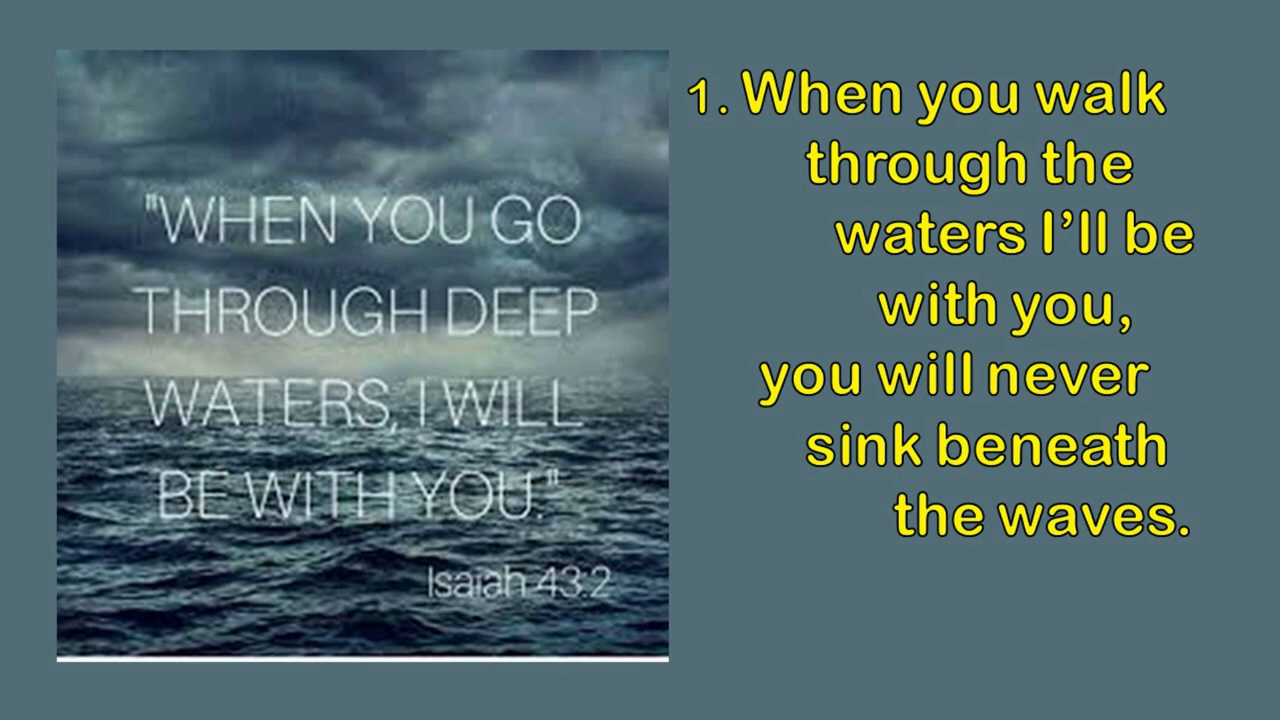 "WHEN YOU GO
THROUGH DEEP
WATERS, I WILL
BE WITH YOU."
Isaiah 43:2
1. When you walk
through the
waters I’ll be
with you,
you will never
sink beneath
the waves.